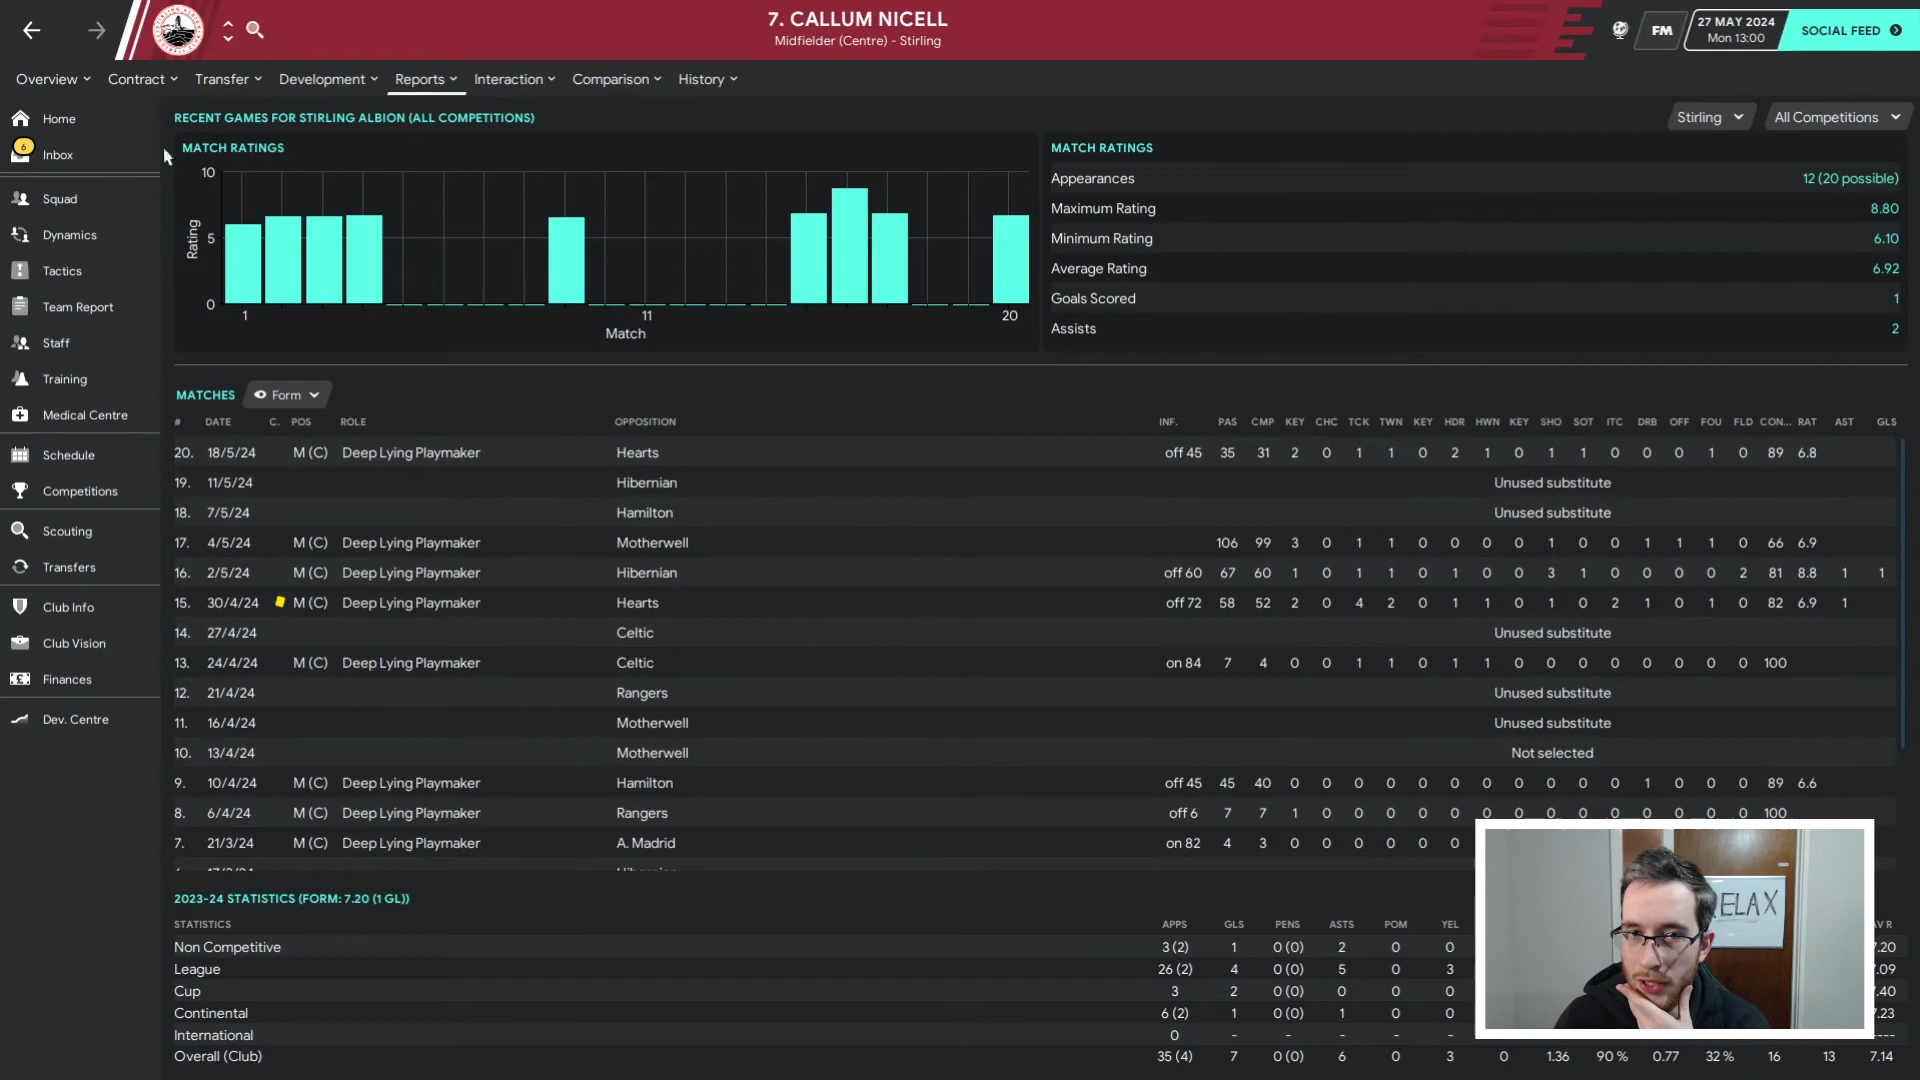 7. CALLUM NICELL
Midfielder (Centre) - Stirling
FM
27 MAY 2024
Mon 13:00
SOCIAL FEED
Overview
Contract
Transfer
Development
Reports
Interaction
Comparison
History
Home
6
Inbox
Squad
Dynamics
Tactics
Team Report
Staff
Training
Medical Centre
Schedule
Competitions
Scouting
Transfers
Club Info
Club Vision
Finances
Dev. Centre
RECENT GAMES FOR STIRLING ALBION (ALL COMPETITIONS)
Stirling
All Competitions
MATCH RATINGS
10
5
0
Rating
1
11
20
Match
MATCH RATINGS
Appearances 12 (20 possible)
Maximum Rating 8.80
Minimum Rating 6.10
Average Rating 6.92
Goals Scored 1
Assists 2
MATCHES
Form
# DATE C. POS ROLE OPPOSITION INF. PAS CMP KEY CHC TCK TWN KEY HDR HWN KEY SHO SOT ITC DRB OFF FOU FLD CON... RAT AST GLS
20. 18/5/24 M (C) Deep Lying Playmaker Hearts off 45 35 31 2 0 1 1 0 2 1 0 1 1 0 0 0 1 0 89 6.8
19. 11/5/24 Hibernian Unused substitute
18. 7/5/24 Hamilton Unused substitute
17. 4/5/24 M (C) Deep Lying Playmaker Motherwell 106 99 3 0 1 1 0 0 0 0 1 0 0 1 1 1 0 66 6.9
16. 2/5/24 M (C) Deep Lying Playmaker Hibernian off 60 67 60 1 0 1 1 0 1 0 0 3 1 0 0 0 0 2 81 8.8 1 1
15. 30/4/24 M (C) Deep Lying Playmaker Hearts off 72 58 52 2 0 4 2 0 1 1 0 1 0 2 1 0 1 0 82 6.9 1
14. 27/4/24 Celtic Unused substitute
13. 24/4/24 M (C) Deep Lying Playmaker Celtic on 84 7 4 0 0 1 1 0 1 1 0 0 0 0 0 0 0 0 100
12. 21/4/24 Rangers Unused substitute
11. 16/4/24 Motherwell Unused substitute
10. 13/4/24 Motherwell Not selected
9. 10/4/24 M (C) Deep Lying Playmaker Hamilton off 45 45 40 0 0 0 0 0 0 0 0 0 0 0 1 0 0 0 89 6.6
8. 6/4/24 M (C) Deep Lying Playmaker Rangers off 6 7 7 1 0 0 0 0 0 0 0 0 0 0 0 0 0 0 100
7. 21/3/24 M (C) Deep Lying Playmaker A. Madrid on 82 4 3 0 0 0 0 0 0
2023-24 STATISTICS (FORM: 7.20 (1 GL))
STATISTICS APPS GLS PENS ASTS POM YEL AV R
Non Competitive 3 (2) 1 0 (0) 2 0 0 7.20
League 26 (2) 4 0 (0) 5 0 3 7.09
Cup 3 2 0 (0) 0 0 0 7.40
Continental 6 (2) 1 0 (0) 1 0 0 7.23
International 0 - - - - - ----
Overall (Club) 35 (4) 7 0 (0) 6 0 3 0 1.36 90 % 0.77 32 % 16 13 7.14
RELAX